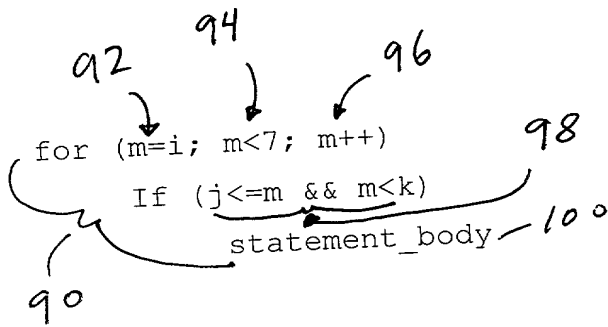 94
92 96
for (m=i; m<7; m++)
98
If (j<=m && m<k)
statement_body 100
90